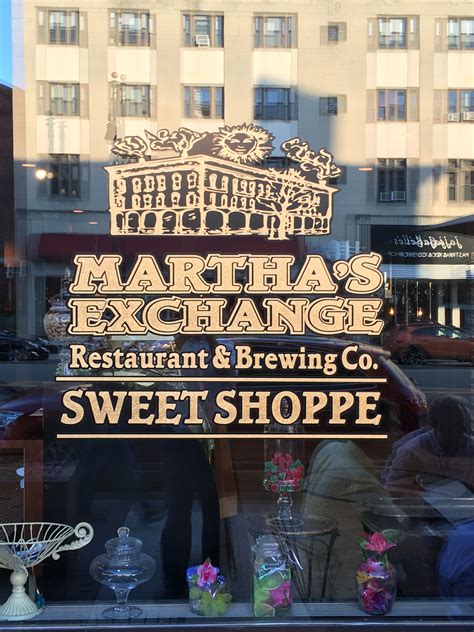 MARTHA'S
EXCHANGE
Restaurant & Brewing Co.
SWEET SHOPPE